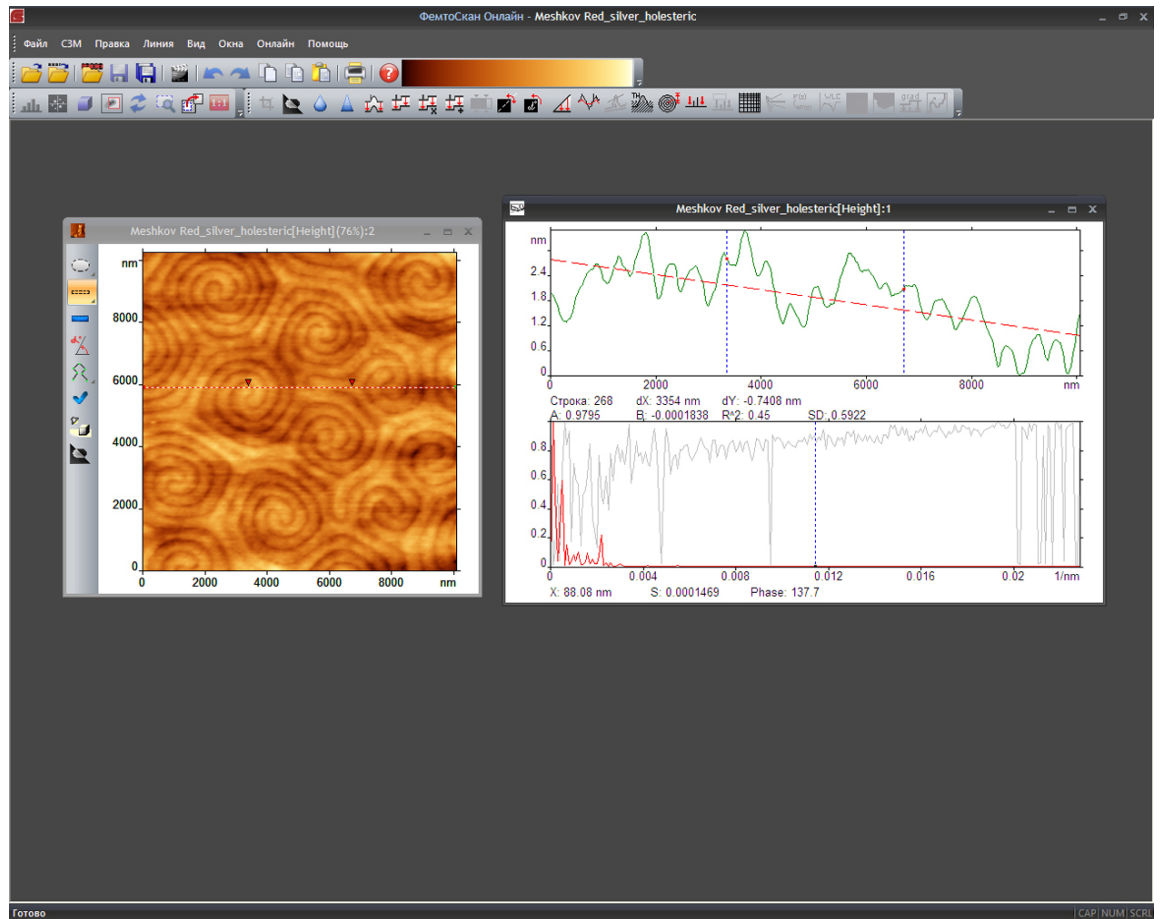 ФемтоСкан Онлайн - Meshkov Red_silver_holesteric
Файл СЗМ Правка Линия Вид Окна Онлайн Помощь
Meshkov Red_silver_holesteric[Height](76%):2
nm
8000
6000
4000
2000
0
0 2000 4000 6000 8000 nm
Meshkov Red_silver_holesteric[Height]:1
nm
2.4
1.8
1.2
0.6
0
0 2000 4000 6000 8000 nm
Строка: 268 dX: 3354 nm dY: -0.7408 nm
A: 0.9795 B: -0.0001838 R^2: 0.45 SD: 0.5922
0.8
0.6
0.4
0.2
0
0 0.004 0.008 0.012 0.016 0.02 1/nm
X: 88.08 nm S: 0.0001469 Phase: 137.7
Готово CAP NUM SCRL